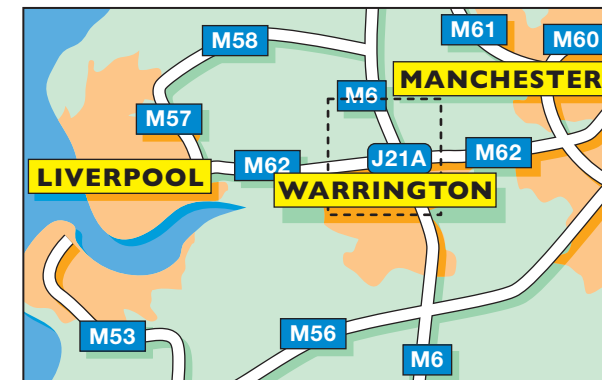 M61
M58
M60
MANCHESTER
M6
M57
M62
J21A
M62
LIVERPOOL
WARRINGTON
M53
M56
M6